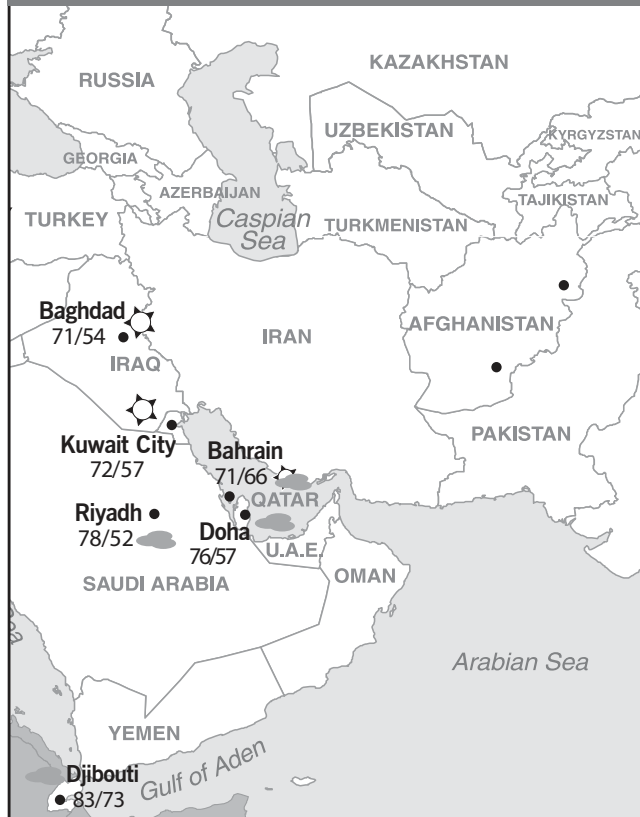 KAZAKHSTAN
RUSSIA
UZBEKISTAN
KYRGYZSTAN
GEORGIA
AZERBAIJAN
TAJIKISTAN
TURKEY
Caspian
Sea
TURKMENISTAN
Baghdad
71/54
IRAQ
IRAN
AFGHANISTAN
PAKISTAN
Kuwait City
72/57
Bahrain
71/66
QATAR
Riyadh
78/52
Doha
76/57
U.A.E.
OMAN
SAUDI ARABIA
Arabian Sea
YEMEN
Gulf of Aden
Djibouti
83/73